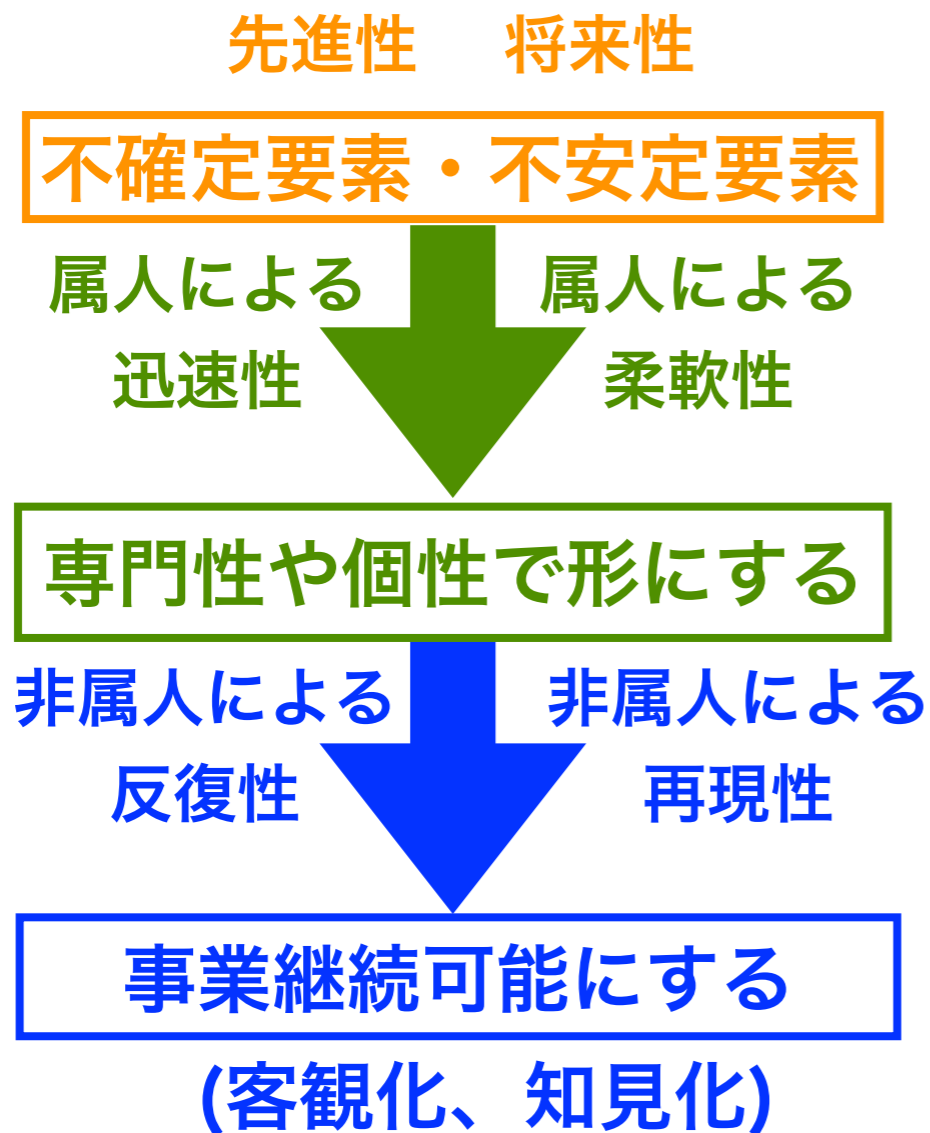 先進性 将来性
不確定要素・不安定要素
属人による 属人による
迅速性 柔軟性
専門性や個性で形にする
非属人による 非属人による
反復性 再現性
事業継続可能にする
(客観化、知見化)